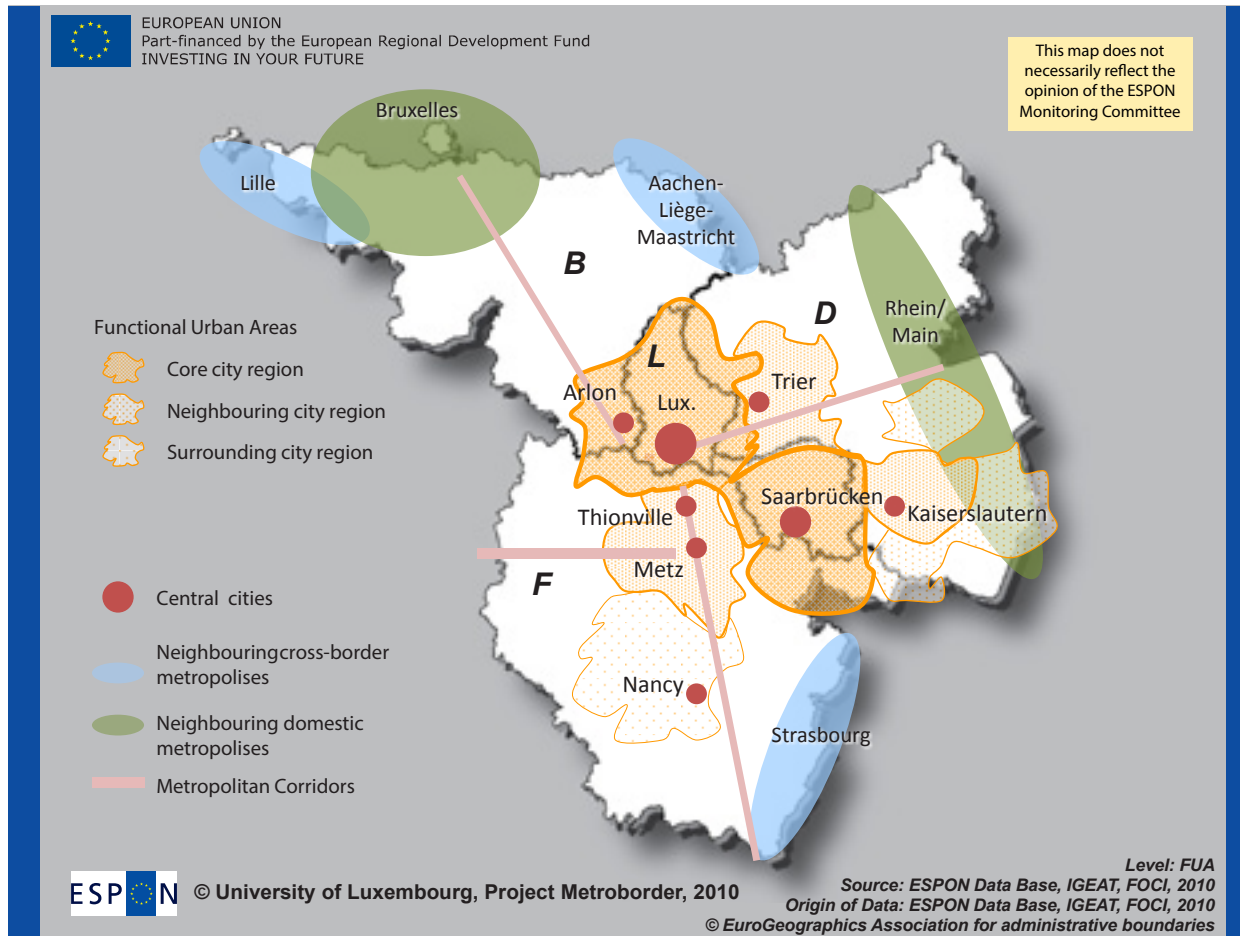 EUROPEAN UNION
Part-financed by the European Regional Development Fund
INVESTING IN YOUR FUTURE
This map does not
necessarily reflect the
opinion of the ESPON
Monitoring Committee
Bruxelles
Lille
Aachen-
Liège-
Maastricht
B
D
Rhein/
Main
Functional Urban Areas
Core city region
Neighbouring city region
Surrounding city region
L
Arlon
Lux.
Trier
Saarbrücken
Kaiserslautern
Thionville
Metz
F
Nancy
Strasbourg
Central cities
Neighbouringcross-border
metropolises
Neighbouring domestic
metropolises
Metropolitan Corridors
ESPON
© University of Luxembourg, Project Metroborder, 2010
Level: FUA
Source: ESPON Data Base, IGEAT, FOCI, 2010
Origin of Data: ESPON Data Base, IGEAT, FOCI, 2010
© EuroGeographics Association for administrative boundaries